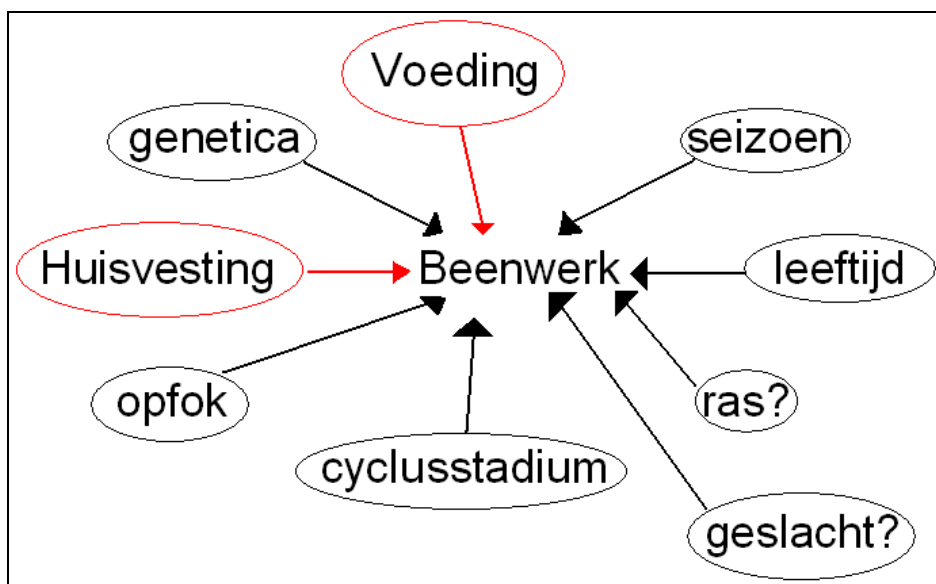 Voeding
genetica
seizoen
Huisvesting
Beenwerk
leeftijd
opfok
ras?
cyclusstadium
geslacht?